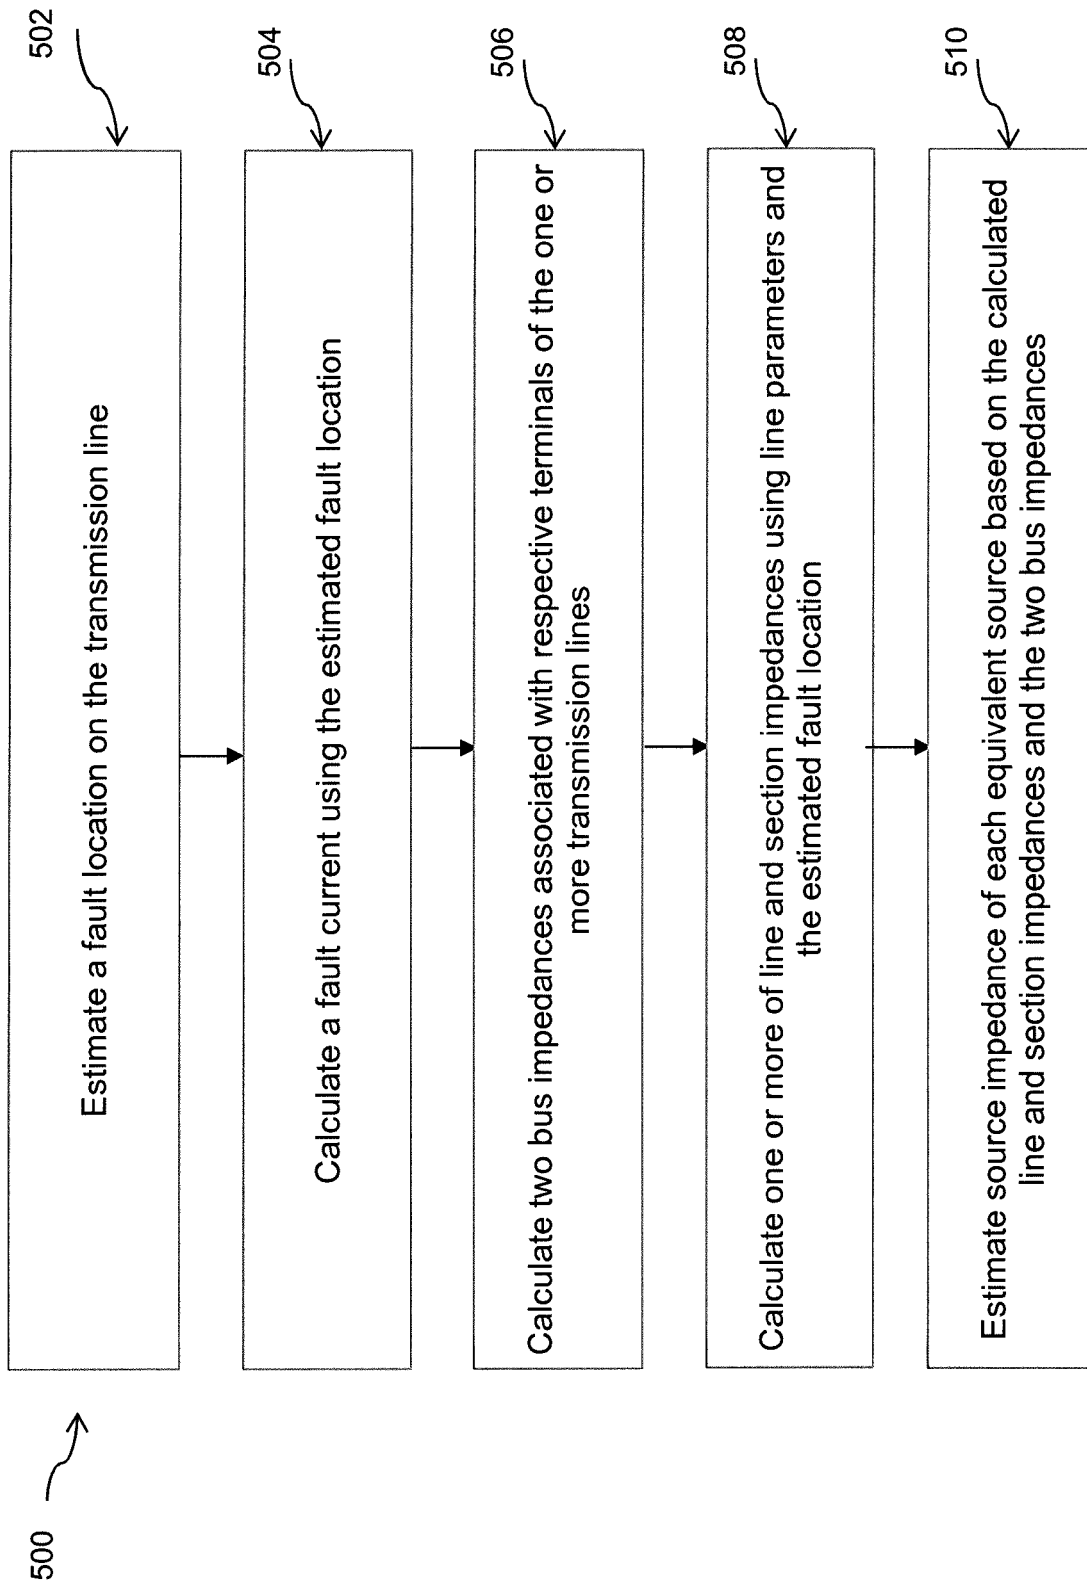 500
502
Estimate a fault location on the transmission line
504
Calculate a fault current using the estimated fault location
506
Calculate two bus impedances associated with respective terminals of the one or
more transmission lines
508
Calculate one or more of line and section impedances using line parameters and
the estimated fault location
510
Estimate source impedance of each equivalent source based on the calculated
line and section impedances and the two bus impedances